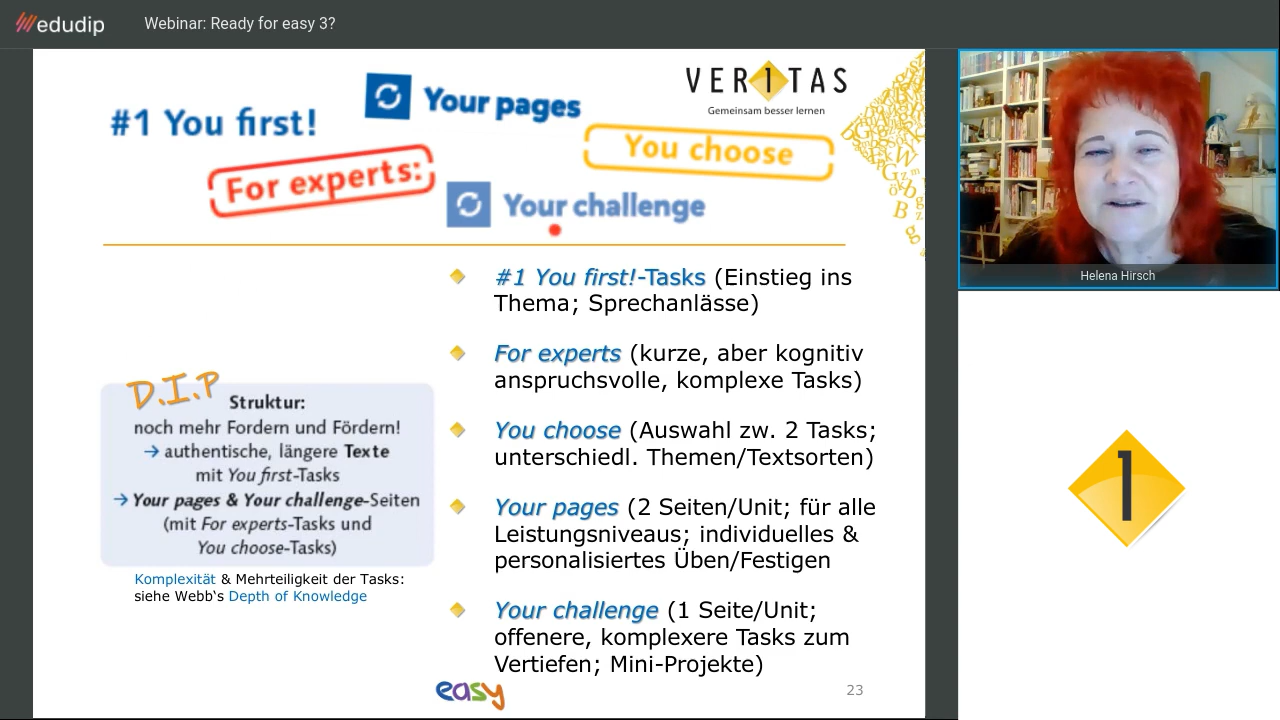 edudip
Webinar: Ready for easy 3?
#1 You first!
Your pages
VER1TAS
Gemeinsam besser lernen
For experts:
You choose
Your challenge
Helena Hirsch
#1 You first!-Tasks (Einstieg ins
Thema; Sprechanlässe)
For experts (kurze, aber kognitiv
anspruchsvolle, komplexe Tasks)
You choose (Auswahl zw. 2 Tasks;
unterschiedl. Themen/Textsorten)
Your pages (2 Seiten/Unit; für alle
Leistungsniveaus; individuelles &
personalisiertes Üben/Festigen
Your challenge (1 Seite/Unit;
offenere, komplexere Tasks zum
Vertiefen; Mini-Projekte)
D.I.P
Struktur:
noch mehr Fordern und Fördern!
→ authentische, längere Texte
mit You first-Tasks
→ Your pages & Your challenge-Seiten
(mit For experts-Tasks und
You choose-Tasks)
Komplexität & Mehrteiligkeit der Tasks:
siehe Webb‘s Depth of Knowledge
easy
23
1